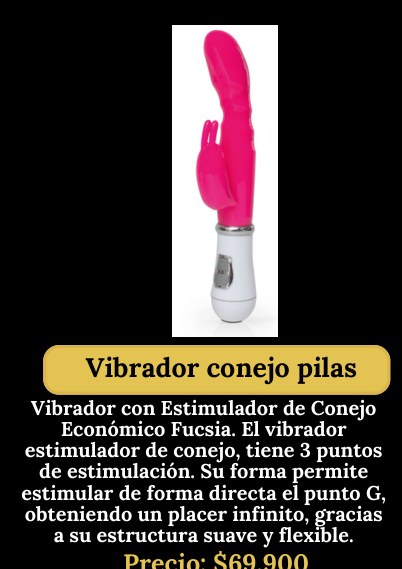 Vibrador conejo pilas
Vibrador con Estimulador de Conejo
Económico Fucsia. El vibrador
estimulador de conejo, tiene 3 puntos
de estimulación. Su forma permite
estimular de forma directa el punto G,
obteniendo un placer infinito, gracias
a su estructura suave y flexible.
Precio: $69.900